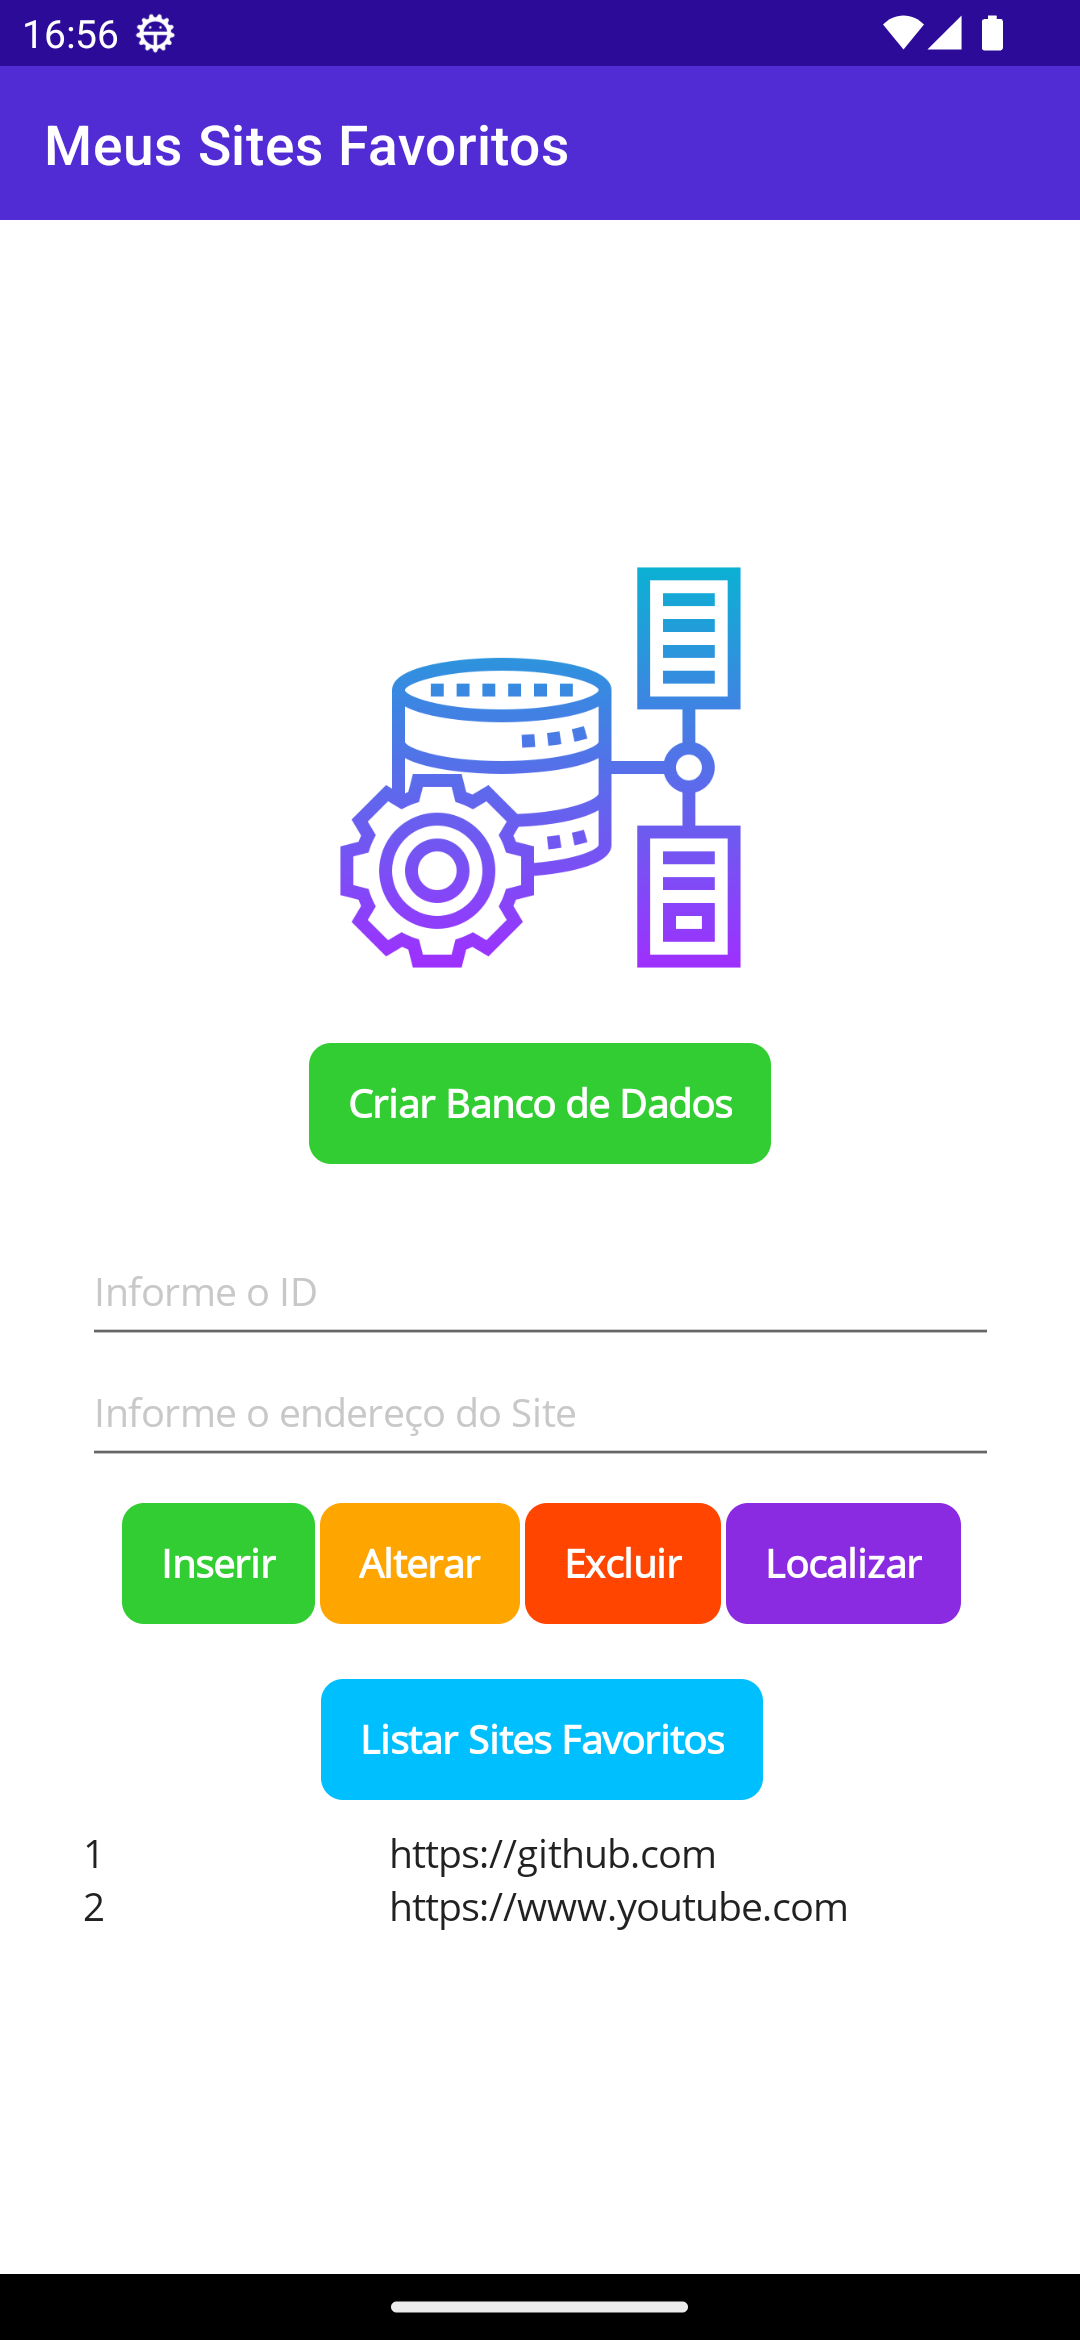 16:56
Meus Sites Favoritos
Criar Banco de Dados
Informe o ID
Informe o endereço do Site
Inserir Alterar Excluir Localizar
Listar Sites Favoritos
1 https://github.com
2 https://www.youtube.com